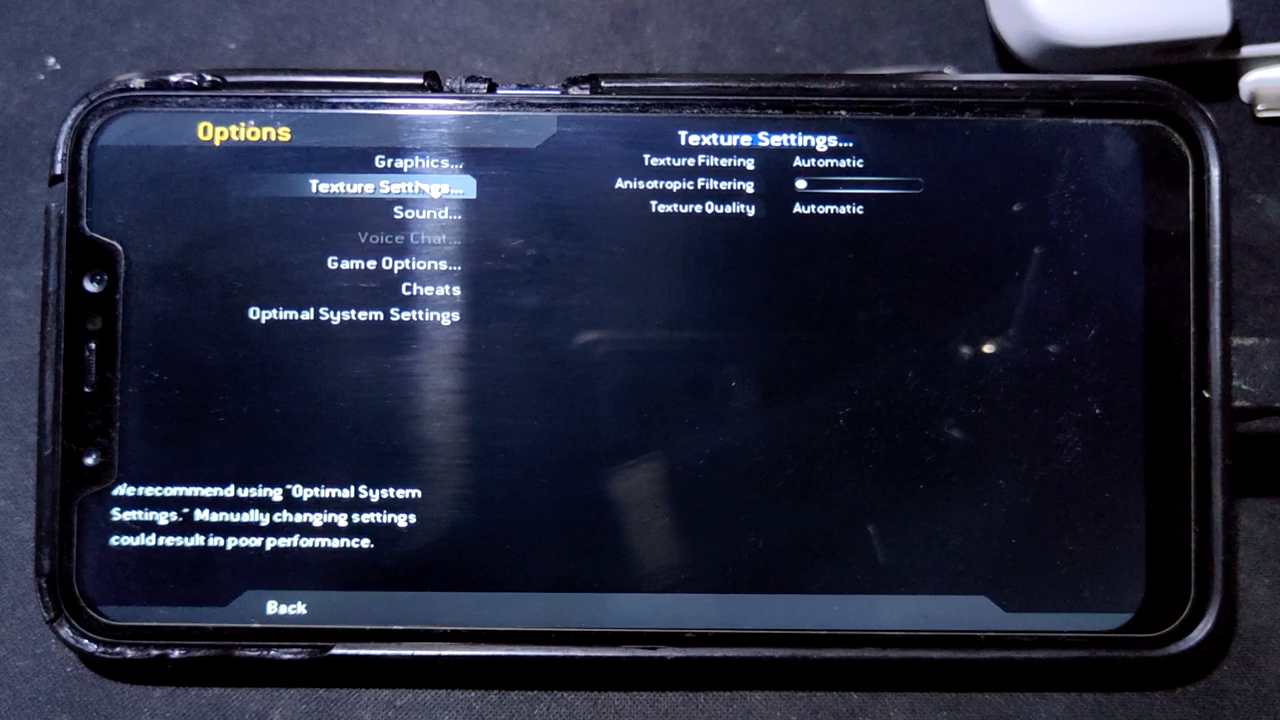 Options
Graphics...
Texture Settings...
Sound...
Voice Chat...
Game Options...
Cheats
Optimal System Settings
Texture Settings...
Texture Filtering Automatic
Anisotropic Filtering
Texture Quality Automatic
We recommend using "Optimal System
Settings." Manually changing settings
could result in poor performance.
Back